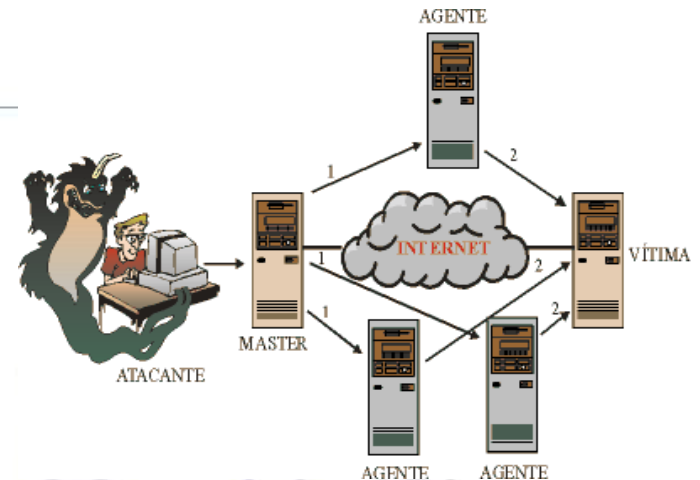 AGENTE
1
2
INTERNET
VÍTIMA
1
2
1
2
MASTER
ATACANTE
AGENTE
AGENTE